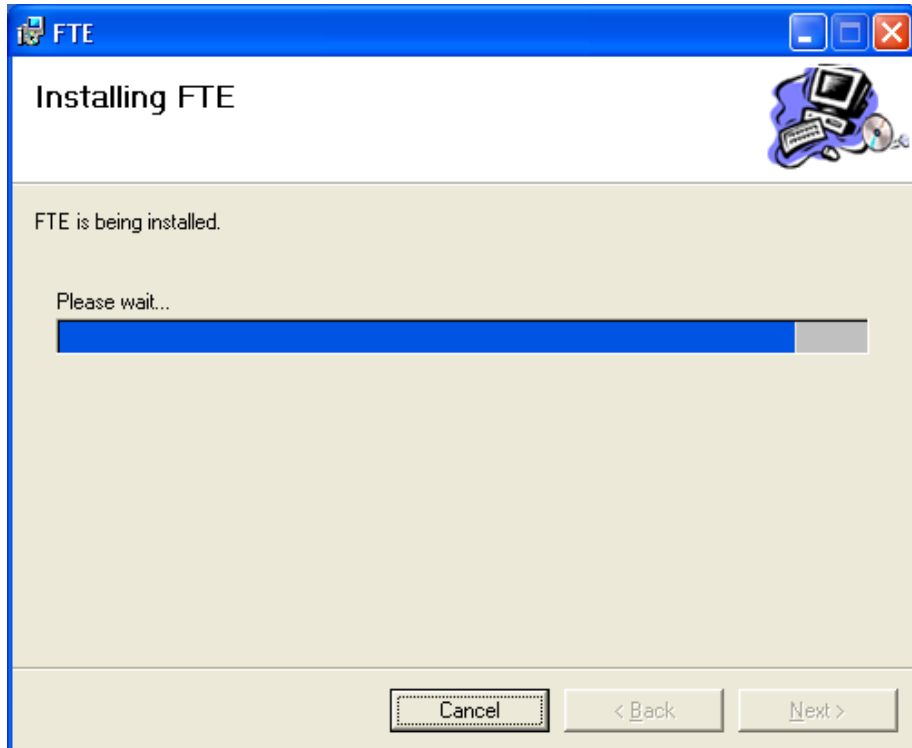 FTE
Installing FTE
FTE is being installed.
Please wait...
Cancel
< Back
Next >